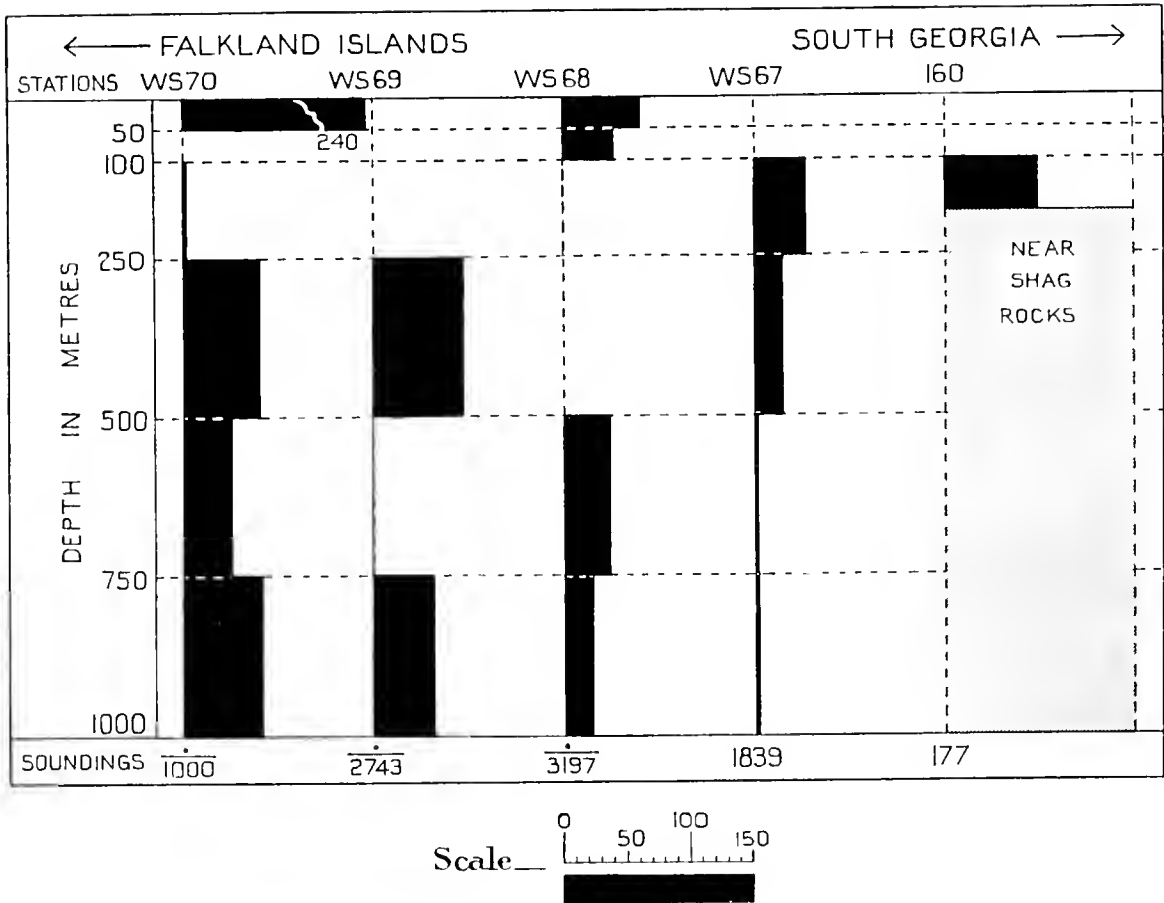 ← FALKLAND ISLANDS SOUTH GEORGIA →
STATIONS WS70 WS69 WS68 WS67 160
50
240
100
250
500
750
1000
DEPTH IN METRES
NEAR
SHAG
ROCKS
SOUNDINGS 1000 2743 3197 1839 177
0 100
50 150
Scale